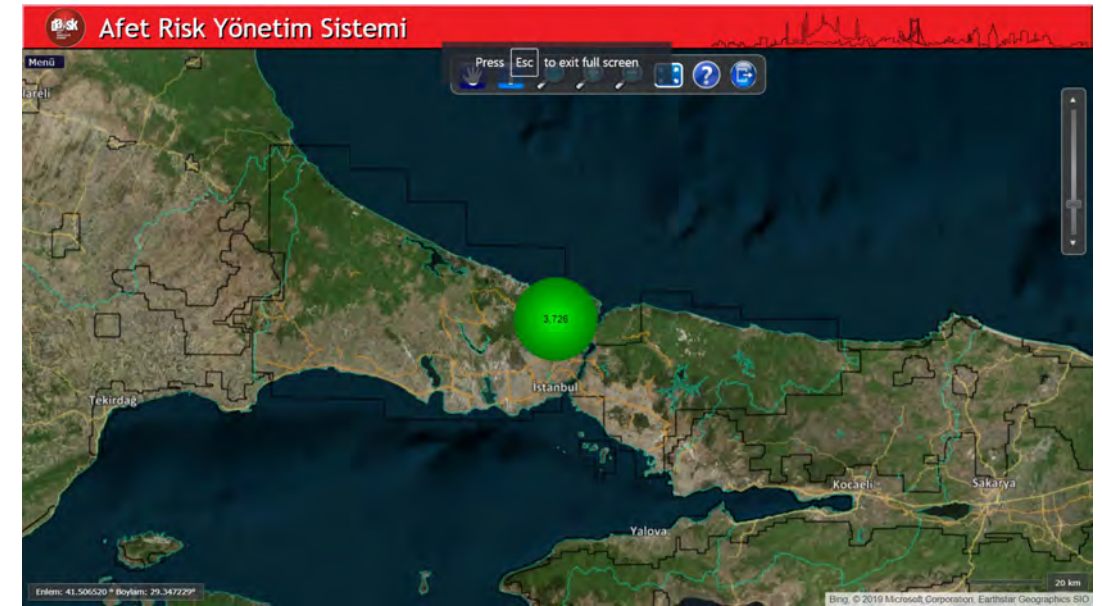 Afet Risk Yönetim Sistemi
Press Esc to exit full screen
Menü
lareli
3,726
İstanbul
Tekirdağ
Kocaeli
Sakarya
Yalova
20 km
Enlem: 41.506520 ° Boylam: 29.347229°
Bing, © 2019 Microsoft Corporation, Earthstar Geographics SIO